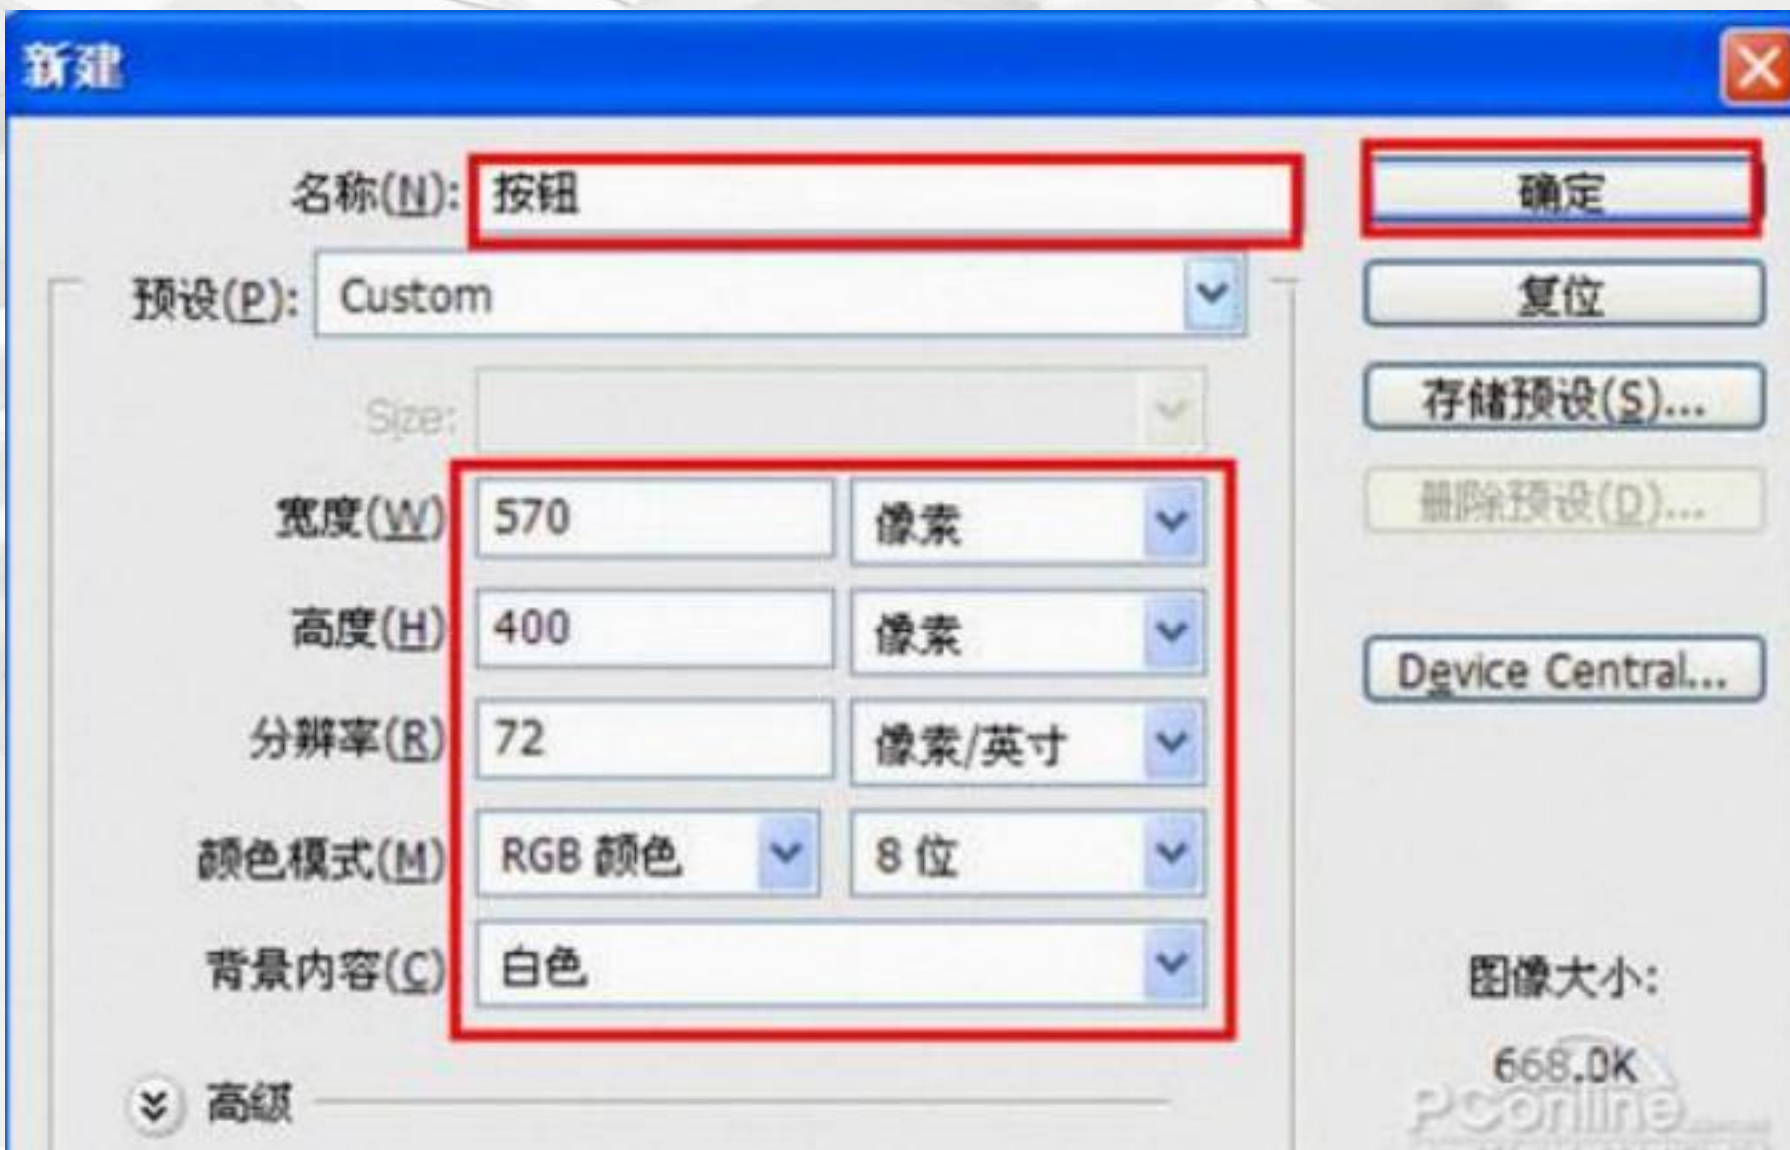 新建
名称(N): 按钮
确定
预设(P): Custom
复位
Size:
存储预设(S)...
宽度(W) 570 像素
删除预设(D)...
高度(H) 400 像素
Device Central...
分辨率(R) 72 像素/英寸
颜色模式(M) RGB 颜色 8 位
背景内容(C) 白色
图像大小:
668.0K
高级
PConline